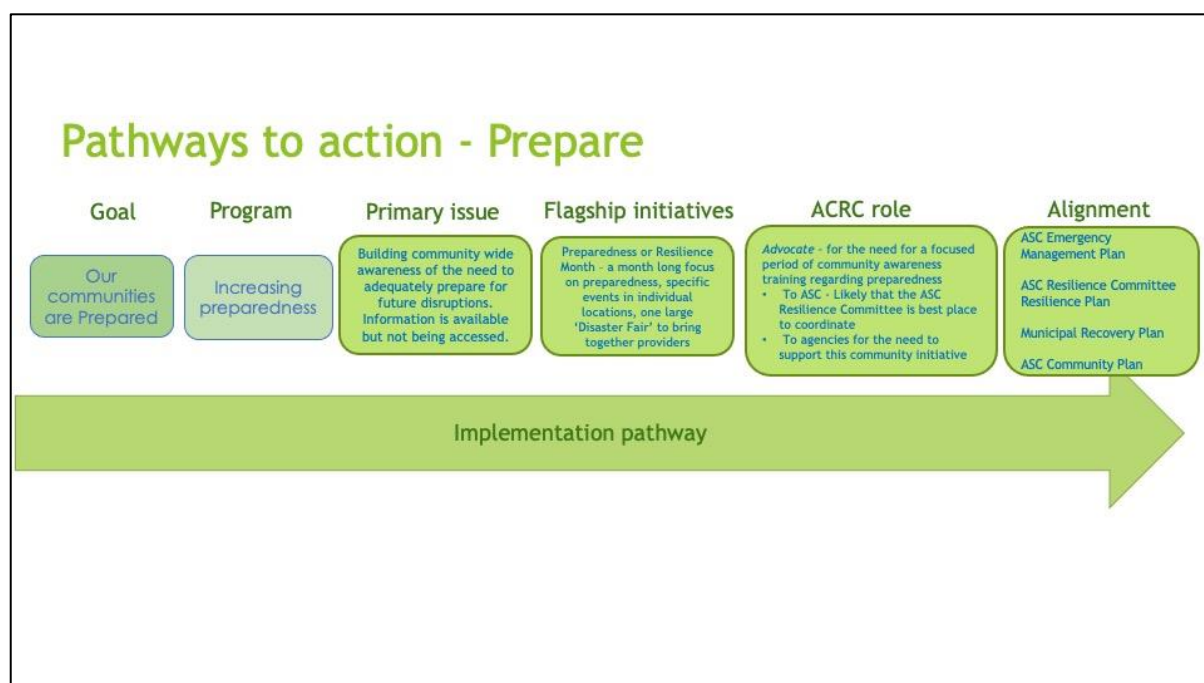 Pathways to action - Prepare
Goal
Our
communities
are Prepared
Program
Increasing
preparedness
Primary issue
Building community wide
awareness of the need to
adequately prepare for
future disruptions.
Information is available
but not being accessed.
Flagship initiatives
Preparedness or Resilience
Month – a month long focus
on preparedness, specific
events in individual
locations, one large
‘Disaster Fair’ to bring
together providers
ACRC role
Advocate – for the need for a focused
period of community awareness
training regarding preparedness
• To ASC - Likely that the ASC
Resilience Committee is best place
to coordinate
• To agencies for the need to
support this community initiative
Alignment
ASC Emergency
Management Plan
ASC Resilience Committee
Resilience Plan
Municipal Recovery Plan
ASC Community Plan
Implementation pathway